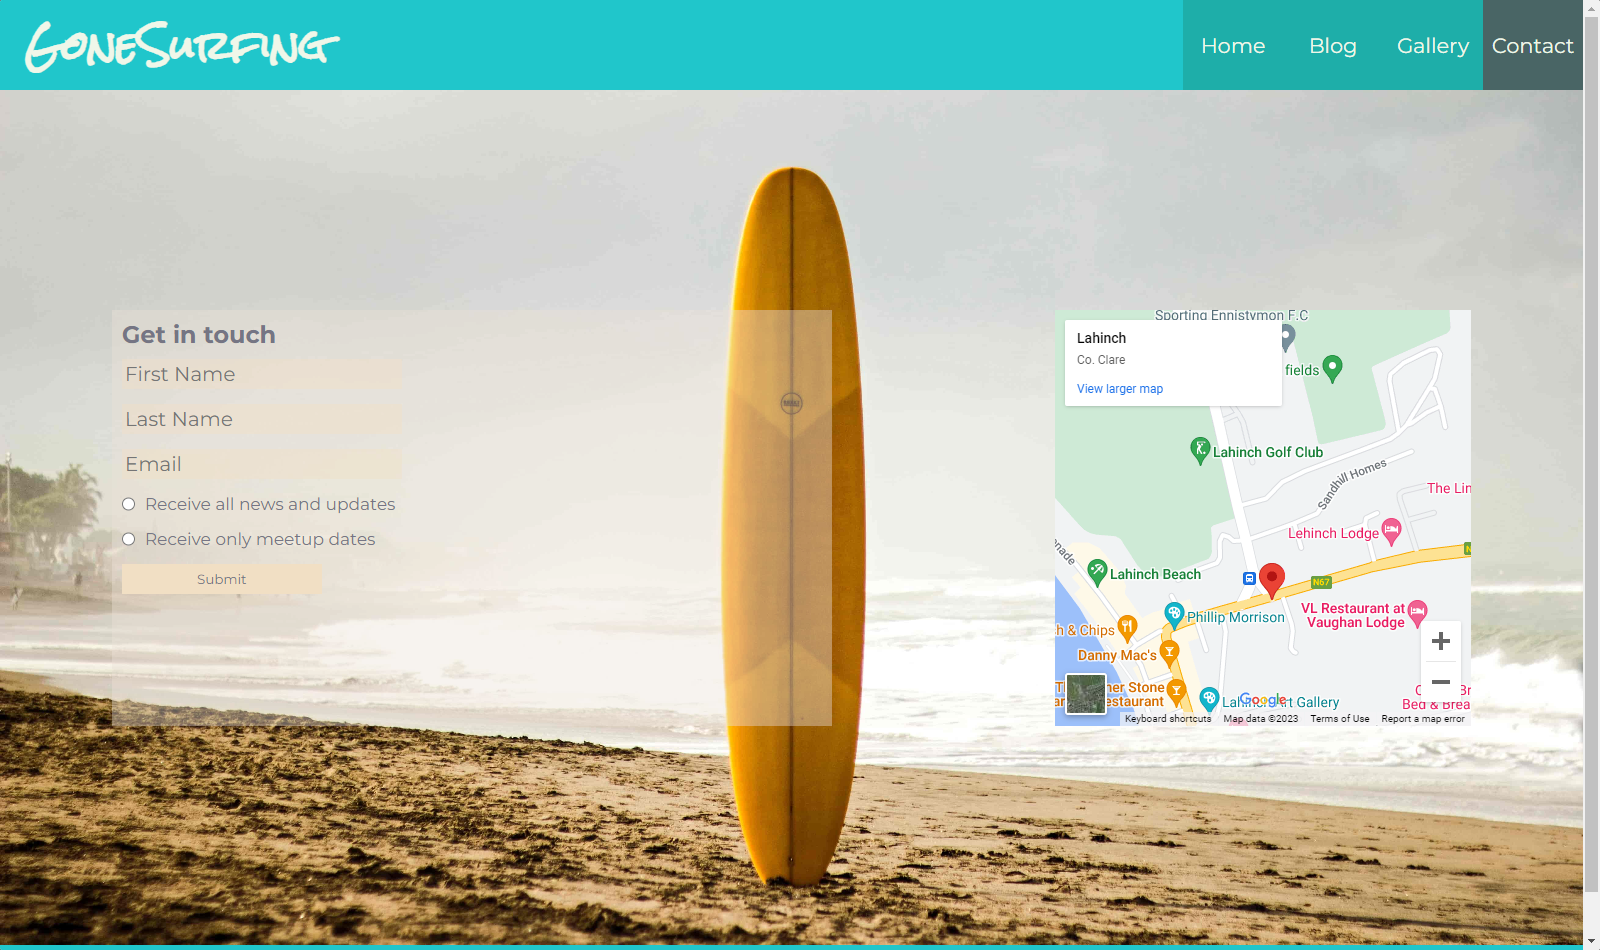 GoneSurfing
Home
Blog
Gallery
Contact
Get in touch
First Name
Last Name
Email
Receive all news and updates
Receive only meetup dates
Submit
Sporting Ennistymon F.C
Lahinch
Co. Clare
View larger map
fields
Lahinch Golf Club
Sandhill Homes
The Lin
Lehinch Lodge
N67
Lahinch Beach
Phillip Morrison
VL Restaurant at
Vaughan Lodge
h & Chips
Danny Mac's
ner Stone
estaurant
Art Gallery
Google
Bed & Brea
Keyboard shortcuts
Map data ©2023
Terms of Use
Report a map error